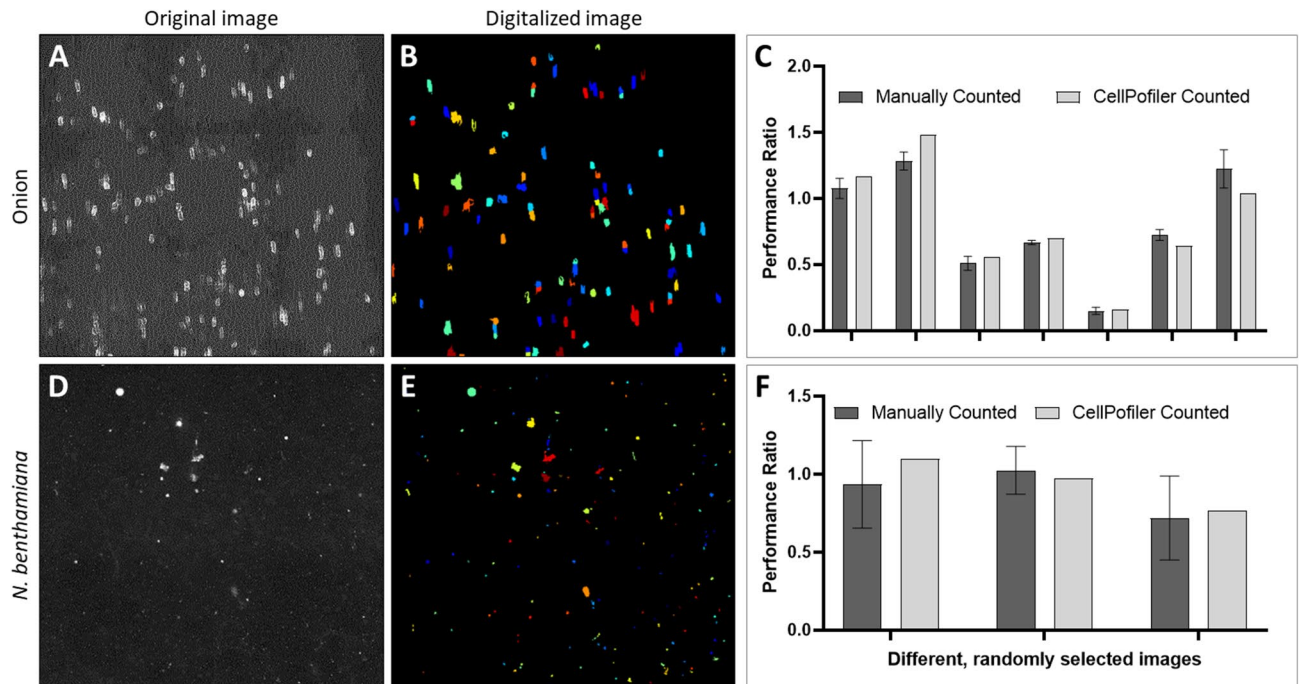 Original image
Digitalized image
Onion
A
B
C
2.0
1.5
1.0
0.5
0.0
Performance Ratio
Manually Counted
CellPofiler Counted
N. benthamiana
D
E
F
1.5
1.0
0.5
0.0
Performance Ratio
Manually Counted
CellPofiler Counted
Different, randomly selected images